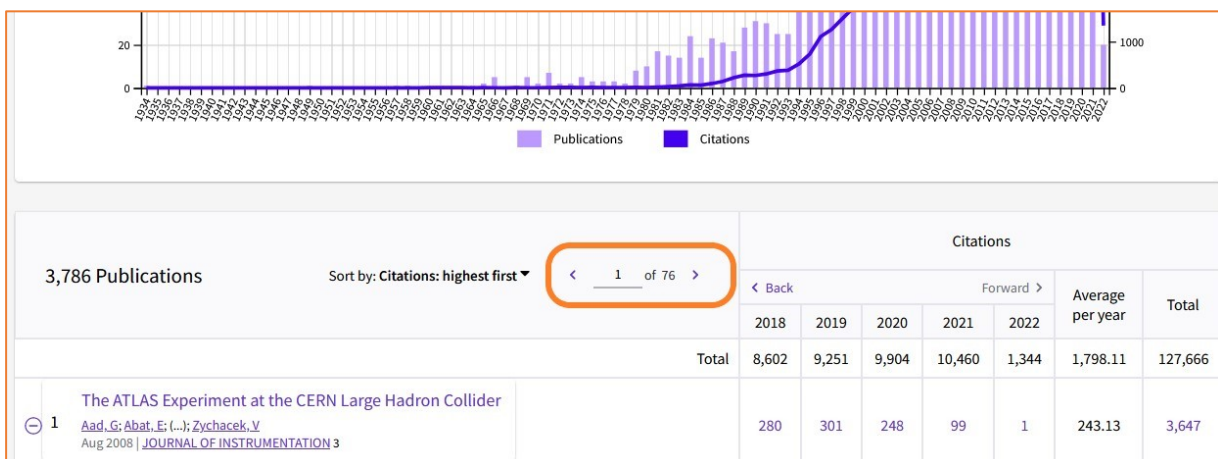 20
1000
0
0
1934 1935 1936 1937 1938 1939 1940 1941 1942 1943 1944 1945 1946 1947 1948 1949 1950 1951 1952 1953 1954 1955 1956 1957 1958 1959 1960 1961 1962 1963 1964 1965 1966 1967 1968 1969 1970 1971 1972 1973 1974 1975 1976 1977 1978 1979 1980 1981 1982 1983 1984 1985 1986 1987 1988 1989 1990 1991 1992 1993 1994 1995 1996 1997 1998 1999 2000 2001 2002 2003 2004 2005 2006 2007 2008 2009 2010 2011 2012 2013 2014 2015 2016 2017 2018 2019 2020 2021 2022
Publications Citations
Citations
3,786 Publications Sort by: Citations: highest first < 1 of 76 >
< Back Forward > Average per year Total
2018 2019 2020 2021 2022
Total 8,602 9,251 9,904 10,460 1,344 1,798.11 127,666
The ATLAS Experiment at the CERN Large Hadron Collider
1 Aad, G; Abat, E; (...); Zychacek, V 280 301 248 99 1 243.13 3,647
Aug 2008 | JOURNAL OF INSTRUMENTATION 3